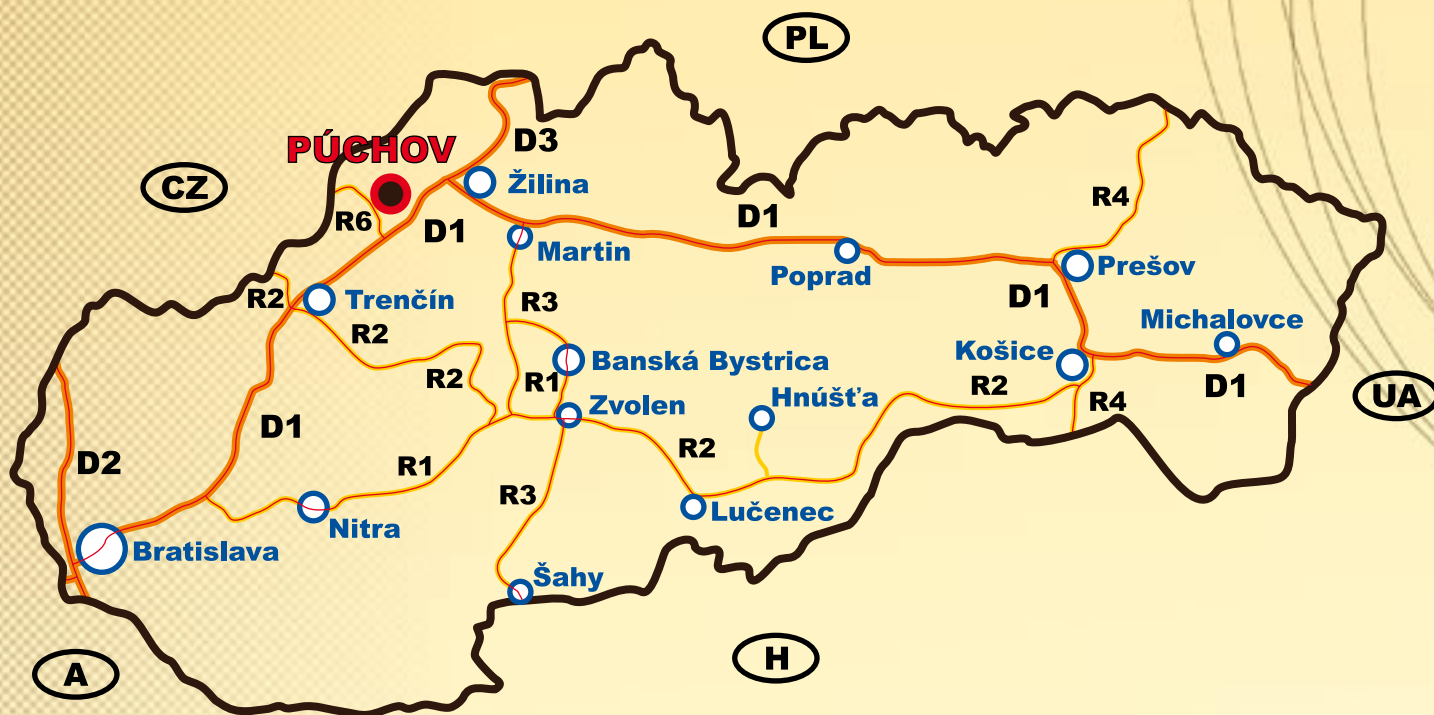 PL
PÚCHOV
D3
CZ
Žilina
R6
D1
Martin
D1
R4
Poprad
Prešov
R2
Trenčín
R3
D1
R2
Michalovce
Banská Bystrica
Košice
R2
R1
Hnúšťa
R2
D1
UA
Zvolen
R4
D1
D2
R1
R2
R3
Nitra
Lučenec
Bratislava
Šahy
A
H